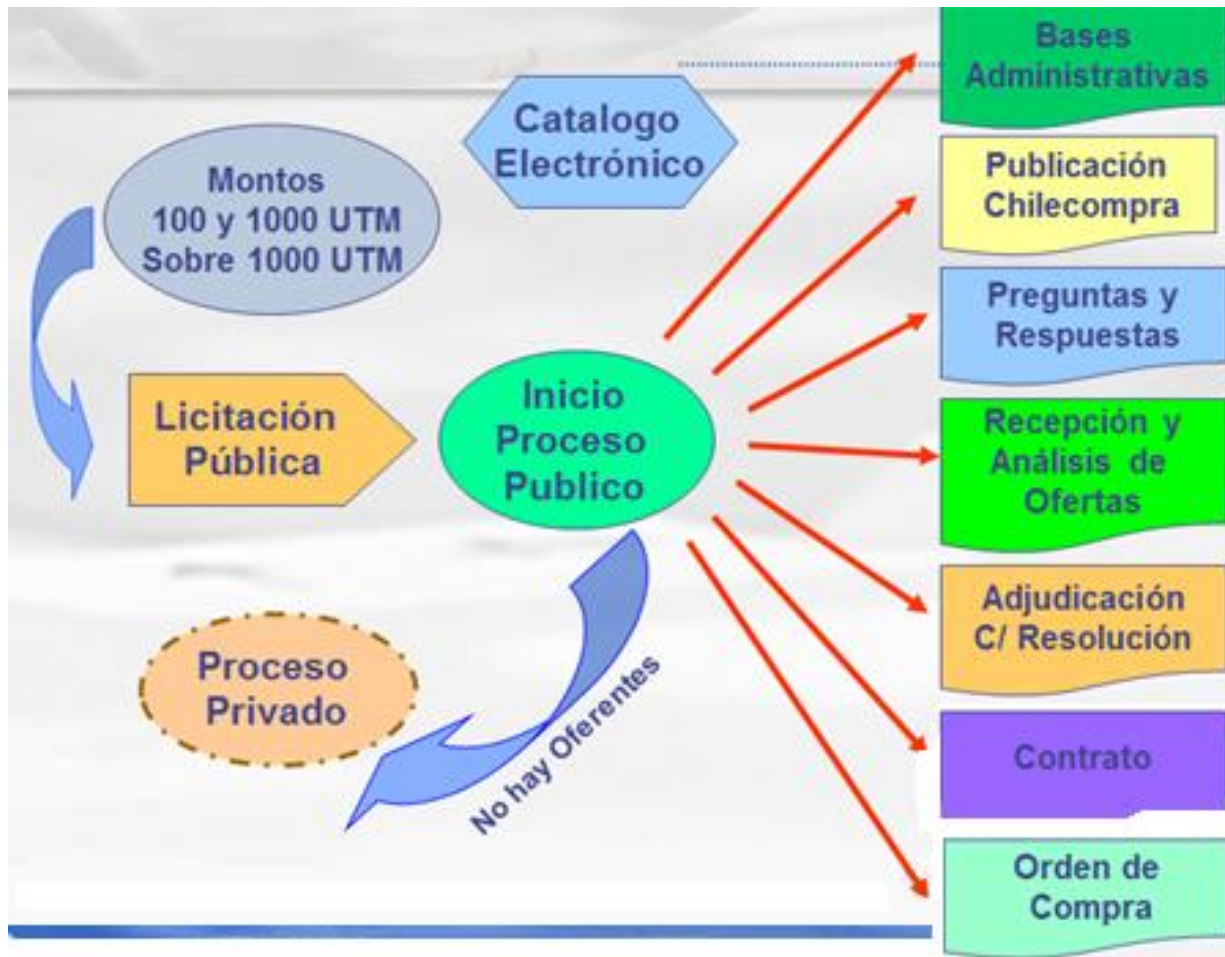 Catalogo
Electrónico
Montos
100 y 1000 UTM
Sobre 1000 UTM
Licitación
Pública
Inicio
Proceso
Publico
Proceso
Privado
No hay Oferentes
Bases
Administrativas
Publicación
Chilecompra
Preguntas y
Respuestas
Recepción y
Análisis de
Ofertas
Adjudicación
C/ Resolución
Contrato
Orden de
Compra